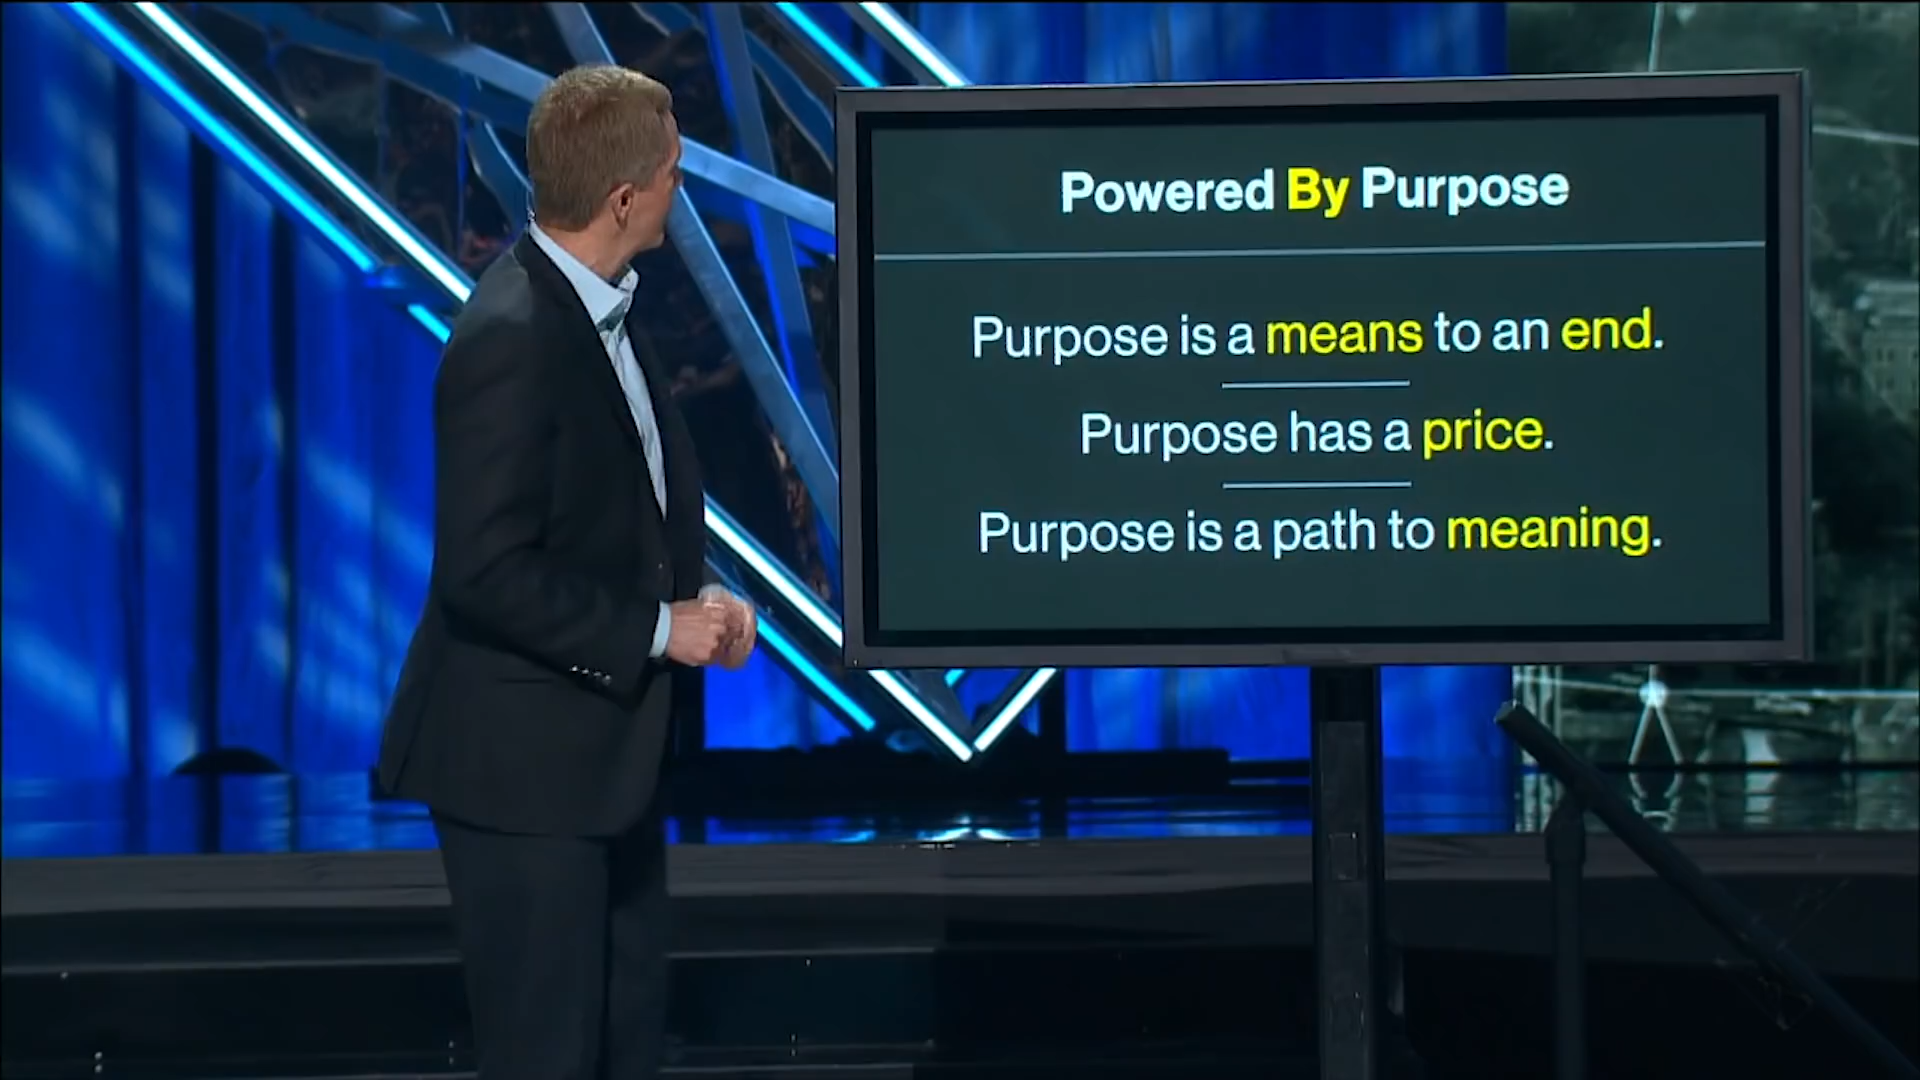 Powered By Purpose
Purpose is a means to an end.
Purpose has a price.
Purpose is a path to meaning.